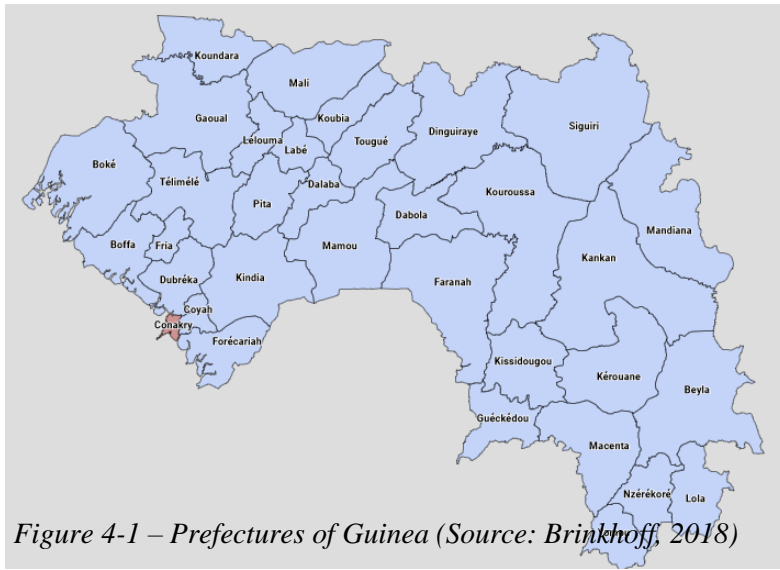 Koundara
Mali
Gaoual
Koubia
Lélouma
Labé
Tougué
Dinguiraye
Siguiri
Boké
Télimélé
Dalaba
Pita
Dabola
Kouroussa
Mandiana
Boffa
Fria
Mamou
Kankan
Dubréka
Kindia
Faranah
Coyah
Conakry
Forécariah
Kissidougou
Kérouane
Beyla
Guéckédou
Macenta
Nzérékoré
Lola
Figure 4-1 – Prefectures of Guinea (Source: Brinkhoff, 2018)